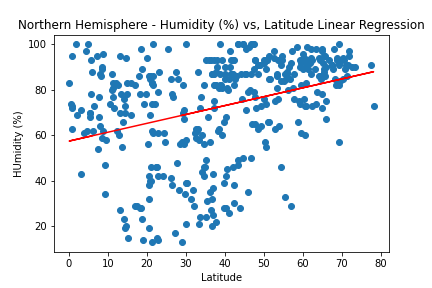 Northern Hemisphere - Humidity (%) vs, Latitude Linear Regression
100
80
60
40
20
HUmidity (%)
0 10 20 30 40 50 60 70 80
Latitude